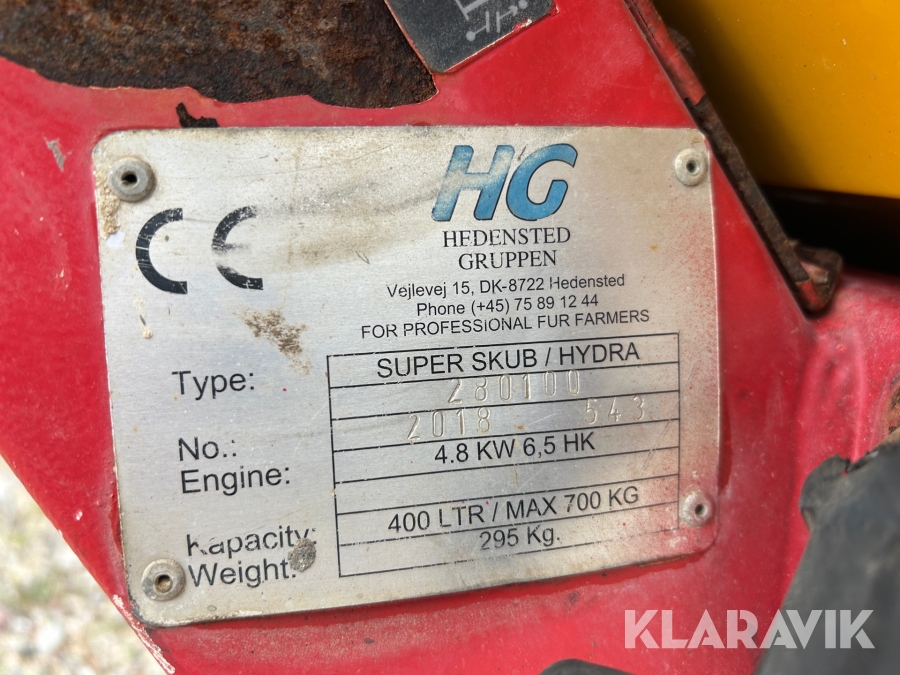 CE
HG
HEDENSTED
GRUPPEN
Vejlevej 15, DK-8722 Hedensted
Phone (+45) 75 89 12 44
FOR PROFESSIONAL FUR FARMERS
Type: SUPER SKUB / HYDRA
280100
No.: 2018 543
Engine: 4.8 KW 6,5 HK
Kapacity: 400 LTR / MAX 700 KG
Weight: 295 Kg.
KLARAVIK